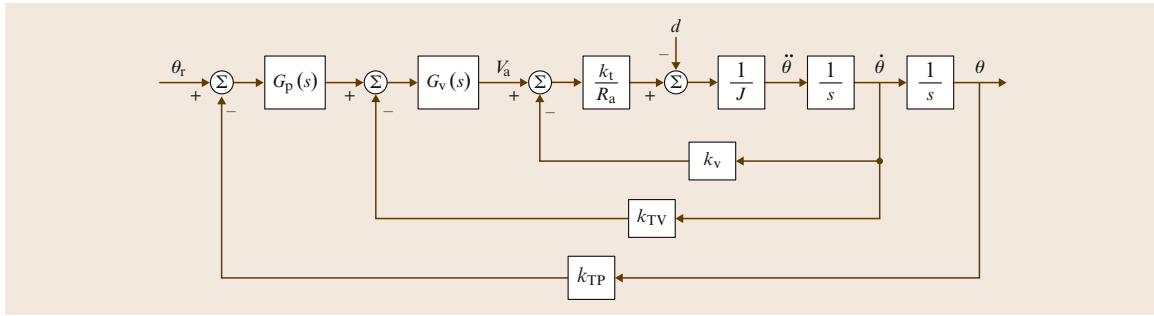 d
θr Σ Gp(s) Σ Gv(s) Va Σ kt/Ra Σ 1/J θ̈ 1/s θ̇ 1/s θ
+ − + − + − + −
kv
kTV
kTP